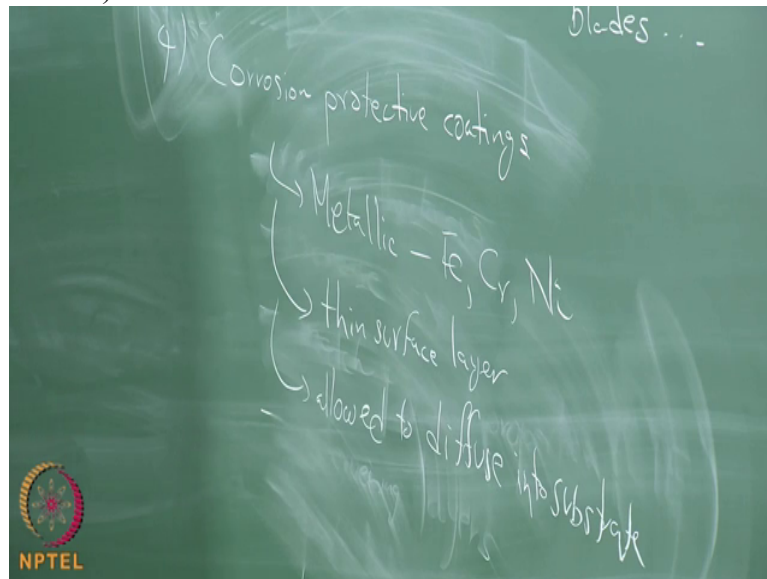 Blades...
4) Corrosion protective coatings
→ Metallic – Fe, Cr, Ni
→ thin surface layer
→ allowed to diffuse into substrate
NPTEL